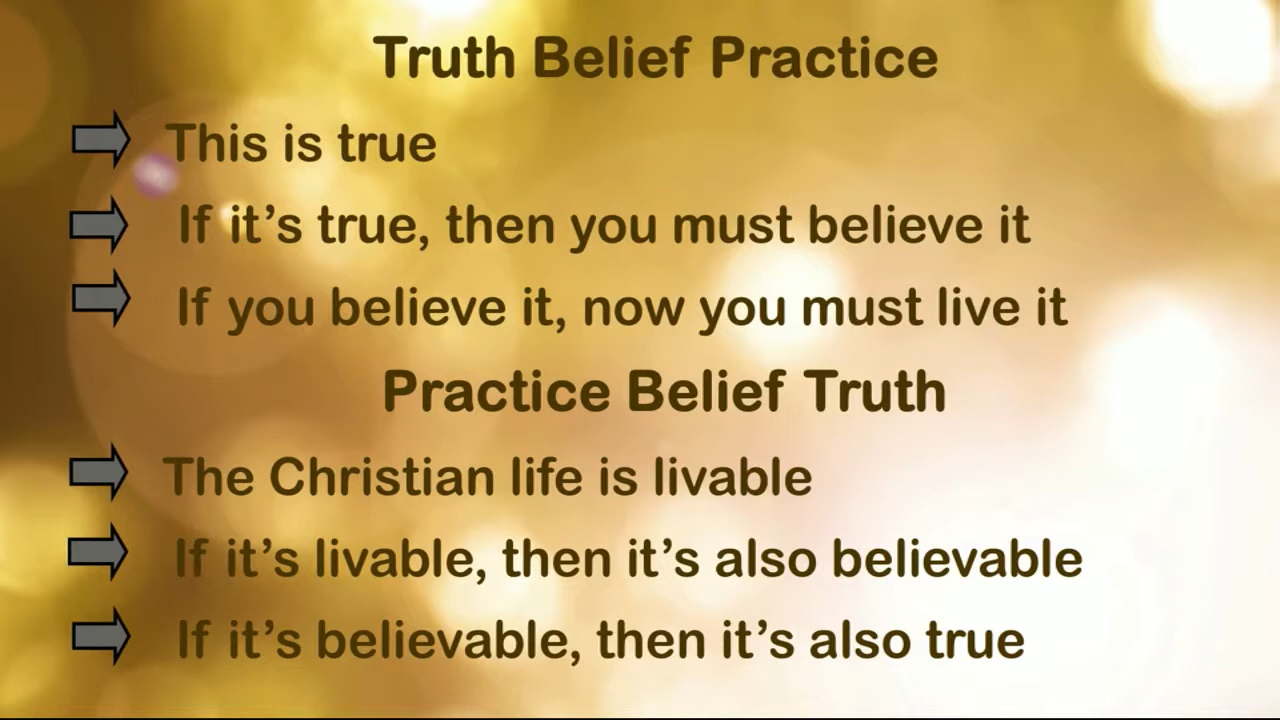 Truth Belief Practice
This is true
If it’s true, then you must believe it
If you believe it, now you must live it
Practice Belief Truth
The Christian life is livable
If it’s livable, then it’s also believable
If it’s believable, then it’s also true